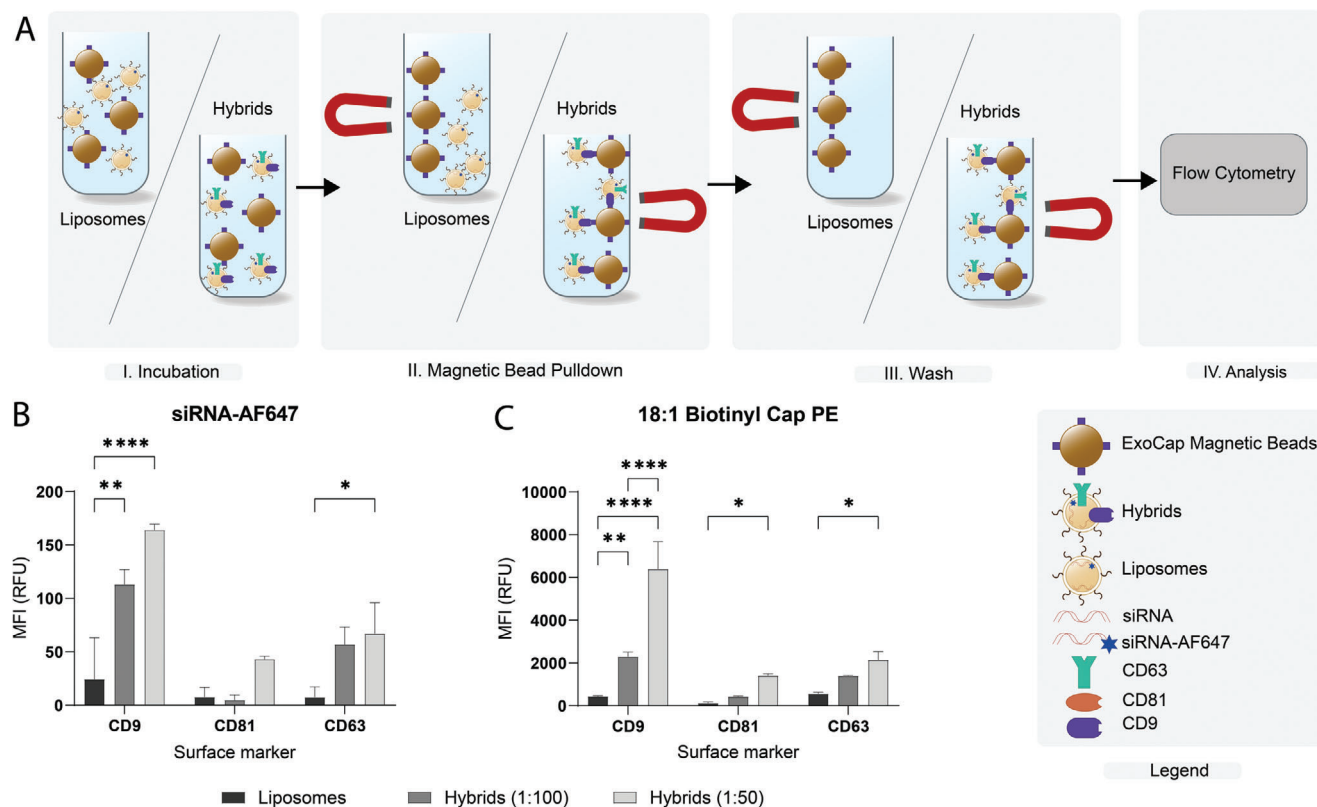 A
Liposomes
Hybrids
I. Incubation
Liposomes
Hybrids
II. Magnetic Bead Pulldown
Liposomes
Hybrids
III. Wash
Flow Cytometry
IV. Analysis
B
siRNA-AF647
****
**
*
200
150
100
50
0
MFI (RFU)
CD9
CD81
CD63
Surface marker
C
18:1 Biotinyl Cap PE
****
****
**
*
*
10000
8000
6000
4000
2000
0
MFI (RFU)
CD9
CD81
CD63
Surface marker
Liposomes
Hybrids (1:100)
Hybrids (1:50)
ExoCap Magnetic Beads
Hybrids
Liposomes
siRNA
siRNA-AF647
CD63
CD81
CD9
Legend